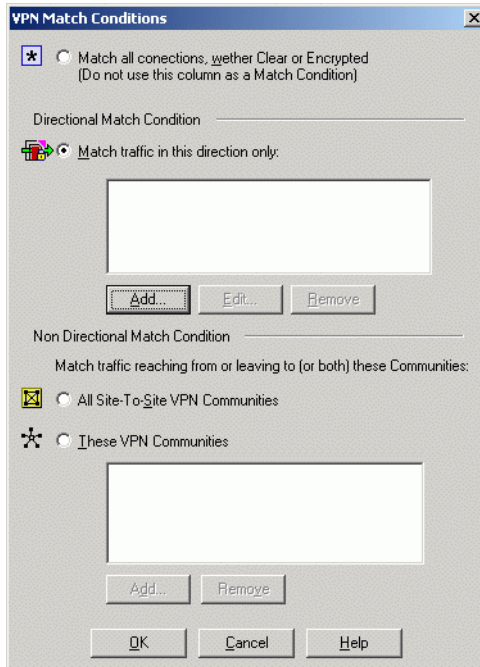 VPN Match Conditions
Match all conections, wether Clear or Encrypted
(Do not use this column as a Match Condition)
Directional Match Condition
Match traffic in this direction only:
Add...
Edit...
Remove
Non Directional Match Condition
Match traffic reaching from or leaving to (or both) these Communities:
All Site-To-Site VPN Communities
These VPN Communities
Add...
Remove
OK
Cancel
Help